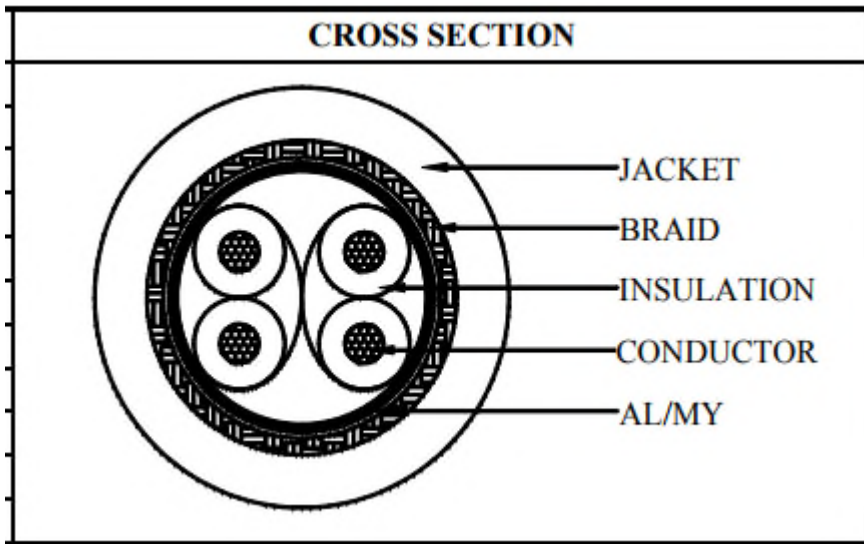 CROSS SECTION
JACKET
BRAID
INSULATION
CONDUCTOR
AL/MY